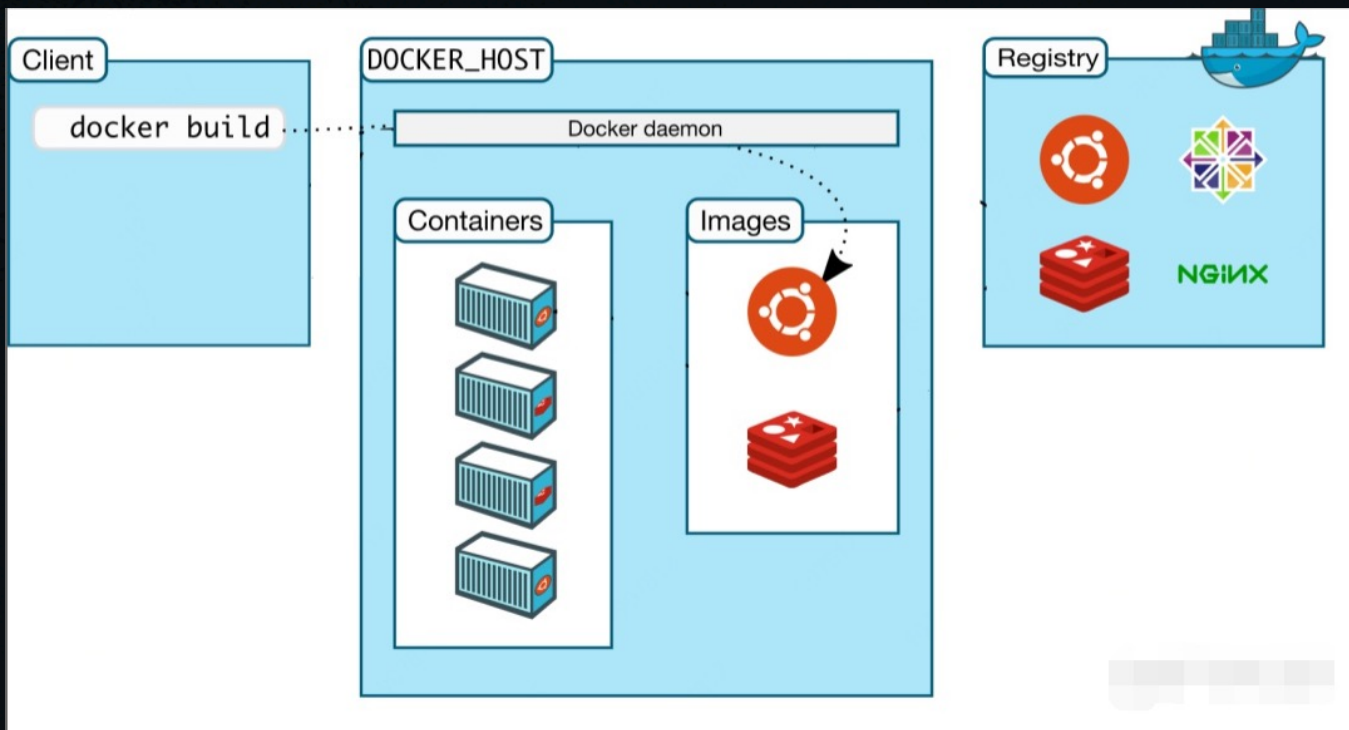 Client
docker build
DOCKER_HOST
Docker daemon
Containers
Images
Registry
NGiNX